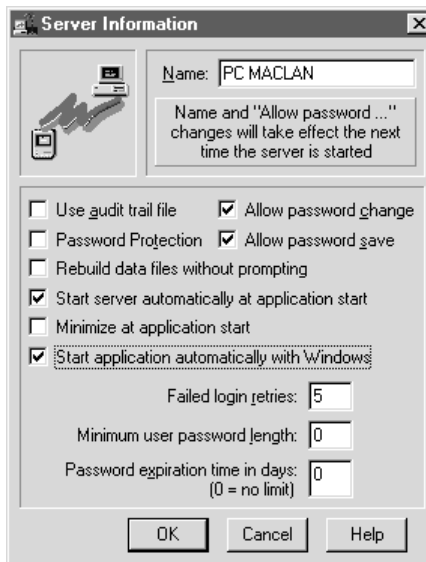 Server Information
Name: PC MACLAN
Name and "Allow password ..."
changes will take effect the next
time the server is started
Use audit trail file
Allow password change
Password Protection
Allow password save
Rebuild data files without prompting
Start server automatically at application start
Minimize at application start
Start application automatically with Windows
Failed login retries: 5
Minimum user password length: 0
Password expiration time in days: 0
(0 = no limit)
OK Cancel Help